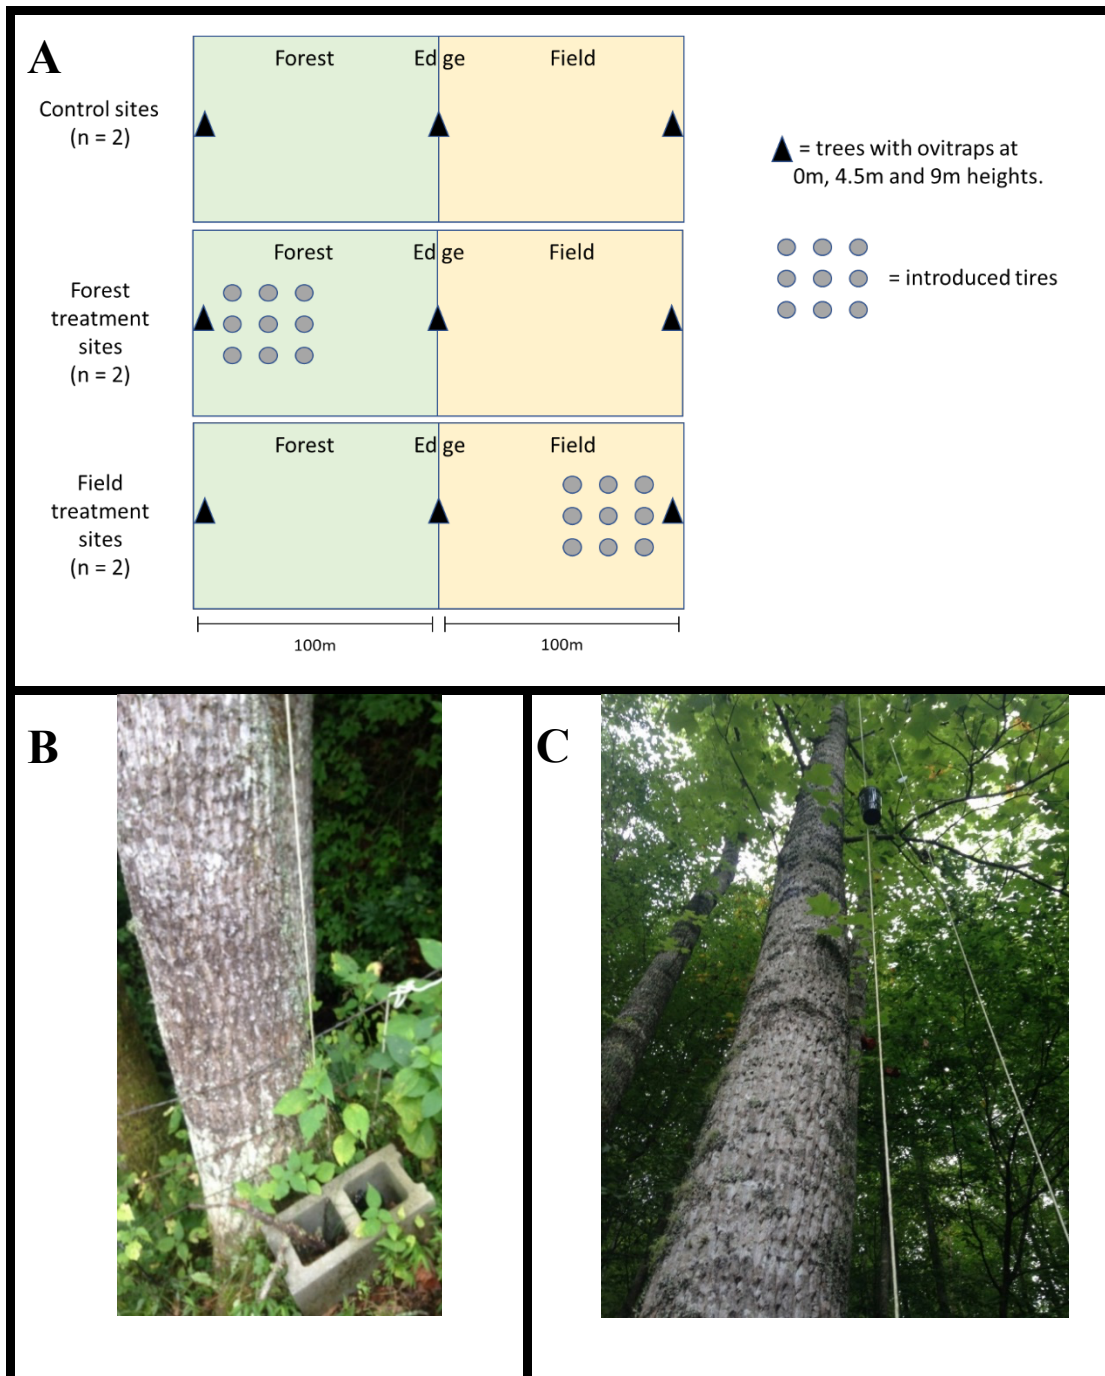 A
Forest
Edge
Field
Control sites
(n = 2)
= trees with ovitraps at
0m, 4.5m and 9m heights.
Forest
Edge
Field
Forest
treatment
sites
(n = 2)
= introduced tires
Forest
Edge
Field
Field
treatment
sites
(n = 2)
100m
100m
B
C